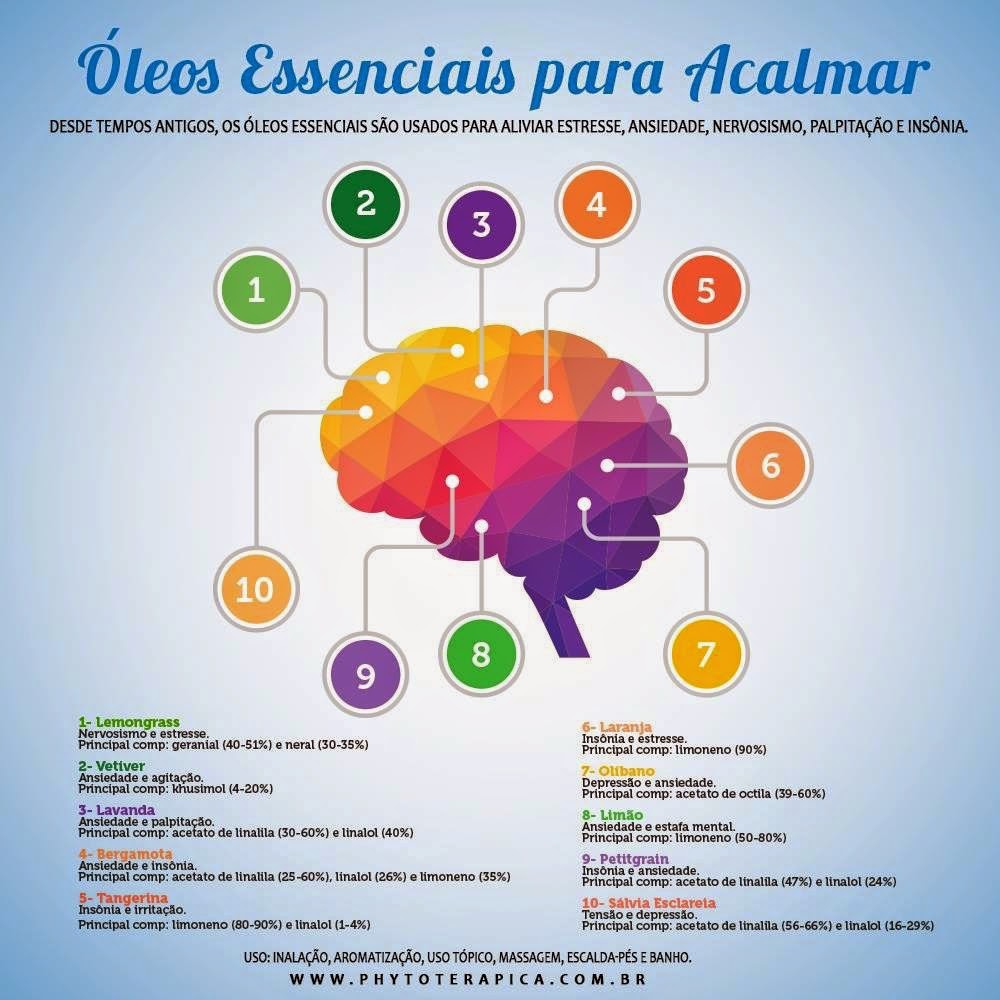 Óleos Essenciais para Acalmar
DESDE TEMPOS ANTIGOS, OS ÓLEOS ESSENCIAIS SÃO USADOS PARA ALIVIAR ESTRESSE, ANSIEDADE, NERVOSISMO, PALPITAÇÃO E INSÔNIA.
2
3
4
1
5
6
10
9
8
7
1- Lemongrass
Nervosismo e estresse.
Principal comp: geranial (40-51%) e neral (30-35%)
2- Vetiver
Ansiedade e agitação.
Principal comp: khusimol (4-20%)
3- Lavanda
Ansiedade e palpitação.
Principal comp: acetato de linalila (30-60%) e linalol (40%)
4- Bergamota
Ansiedade e insônia.
Principal comp: acetato de linalila (25-60%), linalol (26%) e limoneno (35%)
5- Tangerina
Insônia e irritação.
Principal comp: limoneno (80-90%) e linalol (1-4%)
6- Laranja
Insônia e estresse.
Principal comp: limoneno (90%)
7- Olíbano
Depressão e ansiedade.
Principal comp: acetato de octila (39-60%)
8- Limão
Ansiedade e estafa mental.
Principal comp: limoneno (50-80%)
9- Petitgrain
Insônia e ansiedade.
Principal comp: acetato de linalila (47%) e linalol (24%)
10- Sálvia Esclareia
Tensão e depressão.
Principal comp: acetato de linalila (56-66%) e linalol (16-29%)
USO: INALAÇÃO, AROMATIZAÇÃO, USO TÓPICO, MASSAGEM, ESCALDA-PÉS E BANHO.
WWW.PHYTOTERAPICA.COM.BR